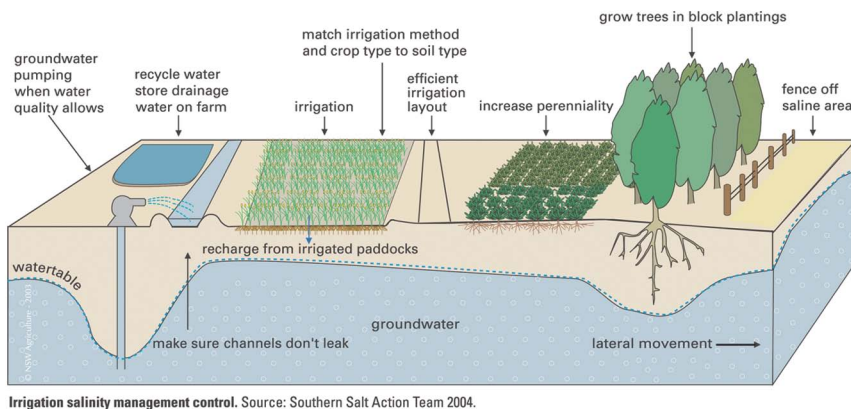 grow trees in block plantings
match irrigation method
and crop type to soil type
groundwater
pumping
when water
quality allows
recycle water
store drainage
water on farm
irrigation
efficient
irrigation
layout
increase perenniality
fence off
saline area
recharge from irrigated paddocks
watertable
groundwater
make sure channels don't leak
lateral movement
© NSW Agriculture 2003
Irrigation salinity management control. Source: Southern Salt Action Team 2004.